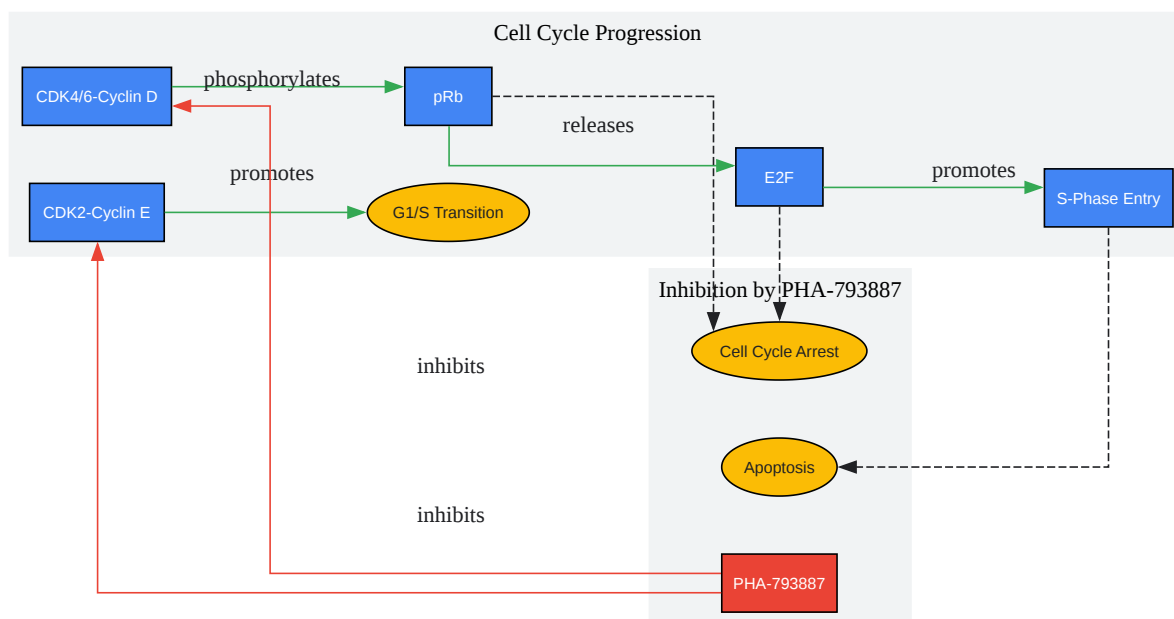 Cell Cycle Progression
CDK4/6-Cyclin D
phosphorylates
pRb
releases
promotes
E2F
promotes
CDK2-Cyclin E
G1/S Transition
S-Phase Entry
Inhibition by PHA-793887
Cell Cycle Arrest
inhibits
Apoptosis
inhibits
PHA-793887